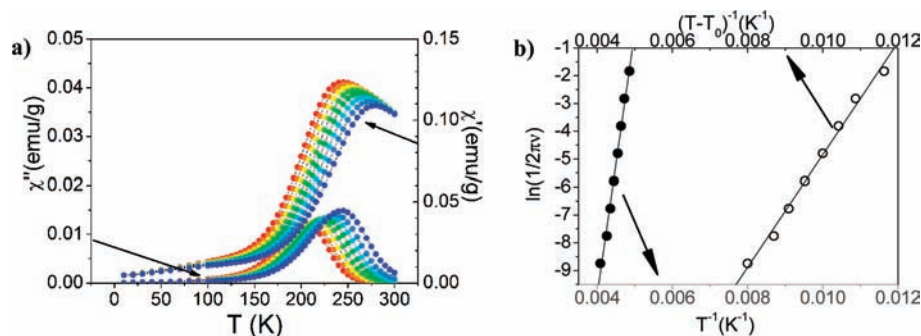 a)
0.05
0.04
0.03
0.02
0.01
0.00
χ''(emu/g)
0.15
0.10
0.05
0.00
χ'(emu/g)
0 50 100 150 200 250 300
T (K)
b)
(T-T₀)⁻¹(K⁻¹)
0.004 0.006 0.008 0.010 0.012
-1
-2
-3
-4
-5
-6
-7
-8
-9
ln(1/2πν)
0.004 0.006 0.008 0.010 0.012
T⁻¹(K⁻¹)